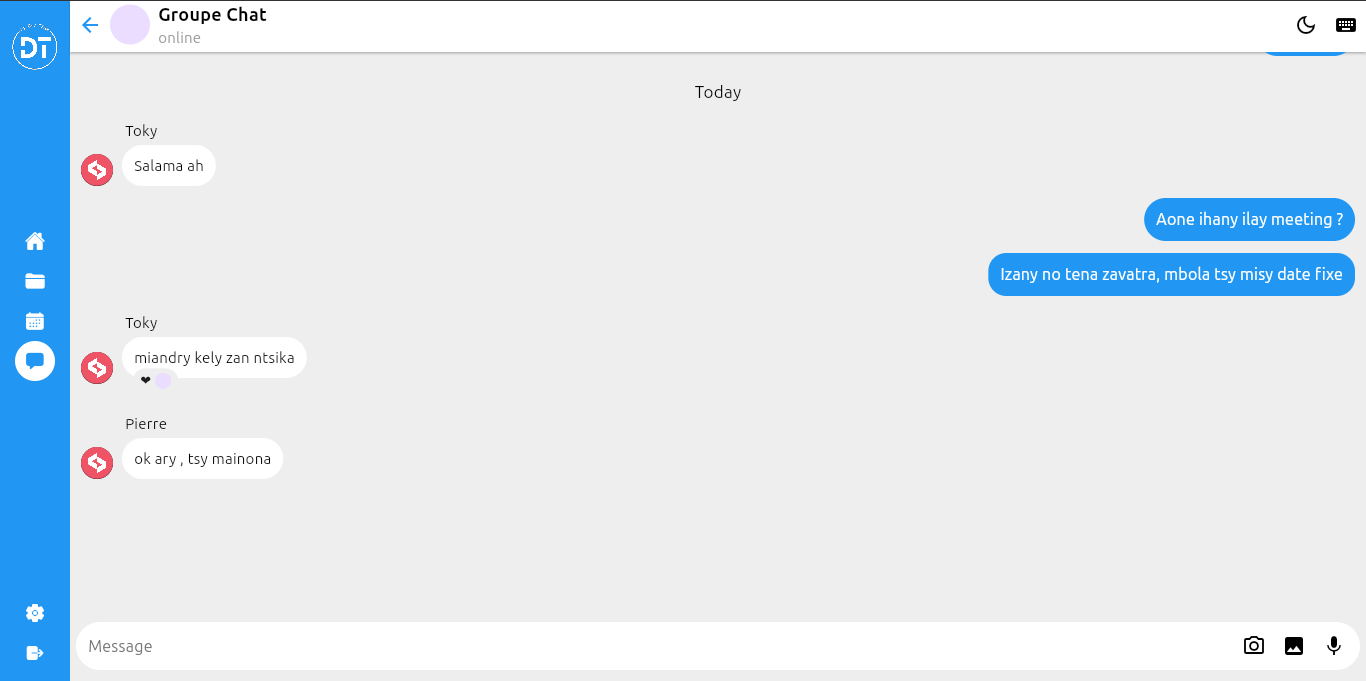 DT
Groupe Chat
online
Today
Toky
Salama ah
Aone ihany ilay meeting ?
Izany no tena zavatra, mbola tsy misy date fixe
Toky
miandry kely zan ntsika
❤
Pierre
ok ary , tsy mainona
Message